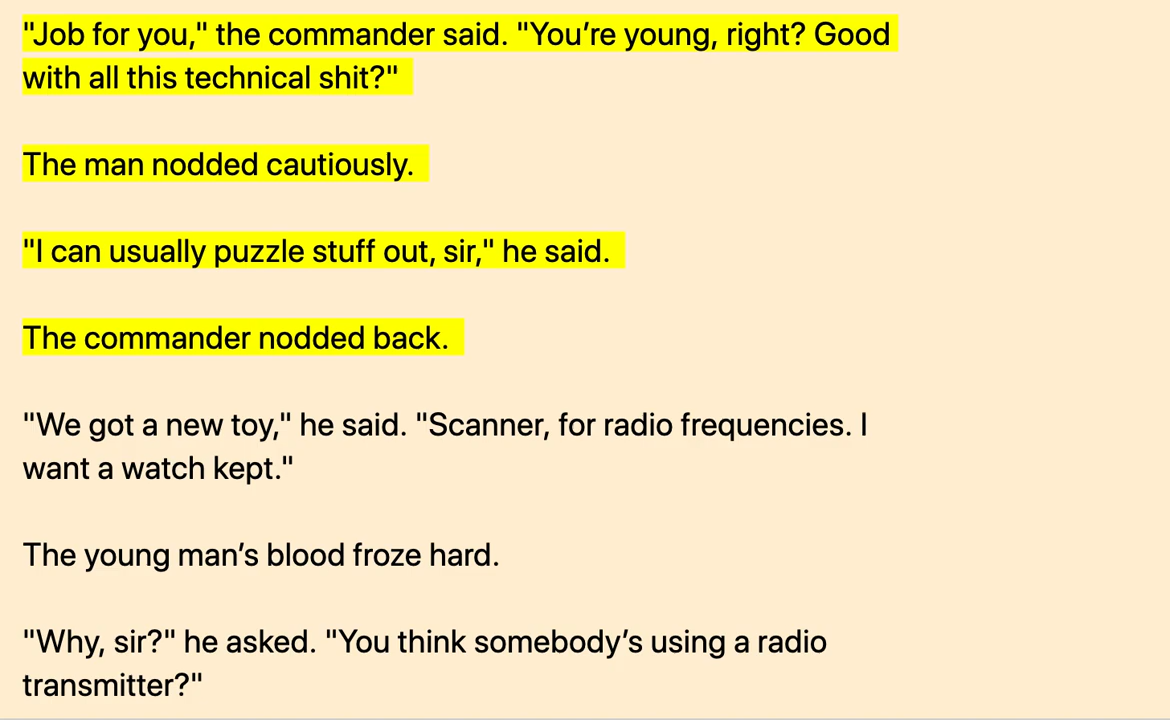 "Job for you," the commander said. "You’re young, right? Good
with all this technical shit?"
The man nodded cautiously.
"I can usually puzzle stuff out, sir," he said.
The commander nodded back.
"We got a new toy," he said. "Scanner, for radio frequencies. I
want a watch kept."
The young man’s blood froze hard.
"Why, sir?" he asked. "You think somebody’s using a radio
transmitter?"